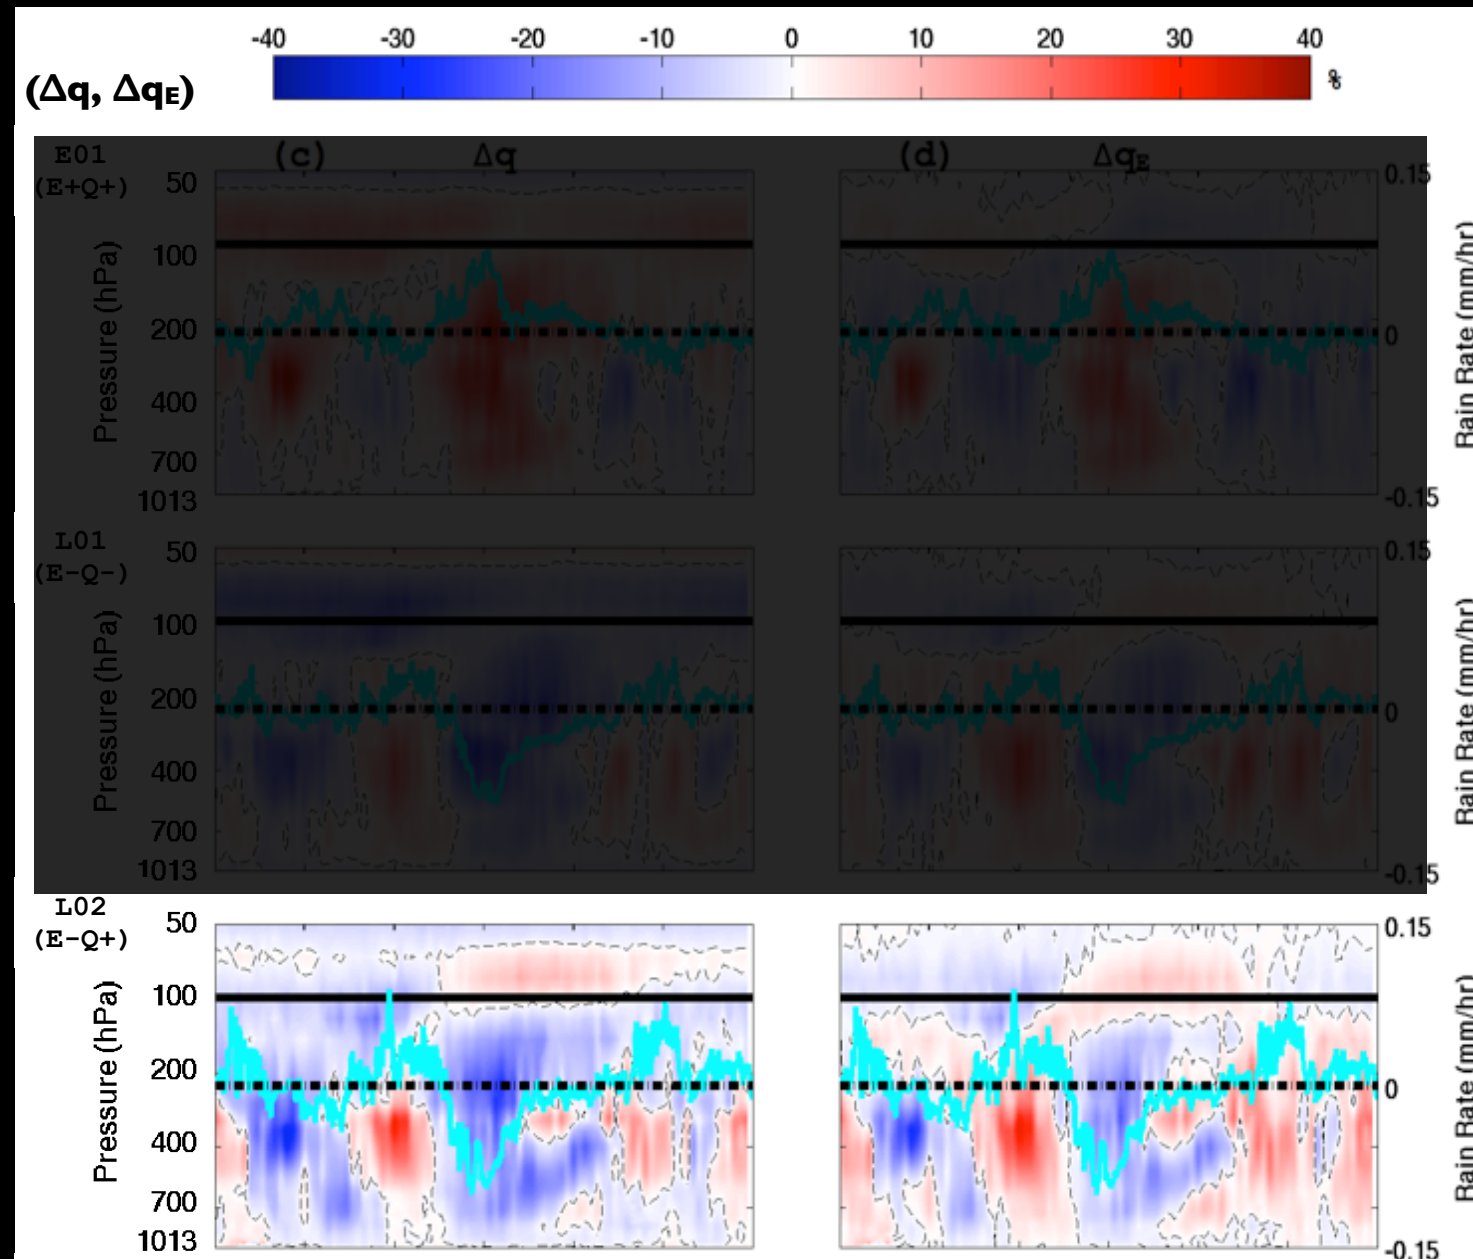 -40 -30 -20 -10 0 10 20 30 40
(Δq, Δqᴇ) %
E01 (c) Δq (d) Δqᴇ
(E+Q+) 50 0.15
100
200 0
400
700
1013 -0.15
Pressure (hPa) Rain Rate (mm/hr)
L01
(E-Q-) 50 0.15
100
200 0
400
700
1013 -0.15
Pressure (hPa) Rain Rate (mm/hr)
L02
(E-Q+) 50 0.15
100
200 0
400
700
1013 -0.15
Pressure (hPa) Rain Rate (mm/hr)